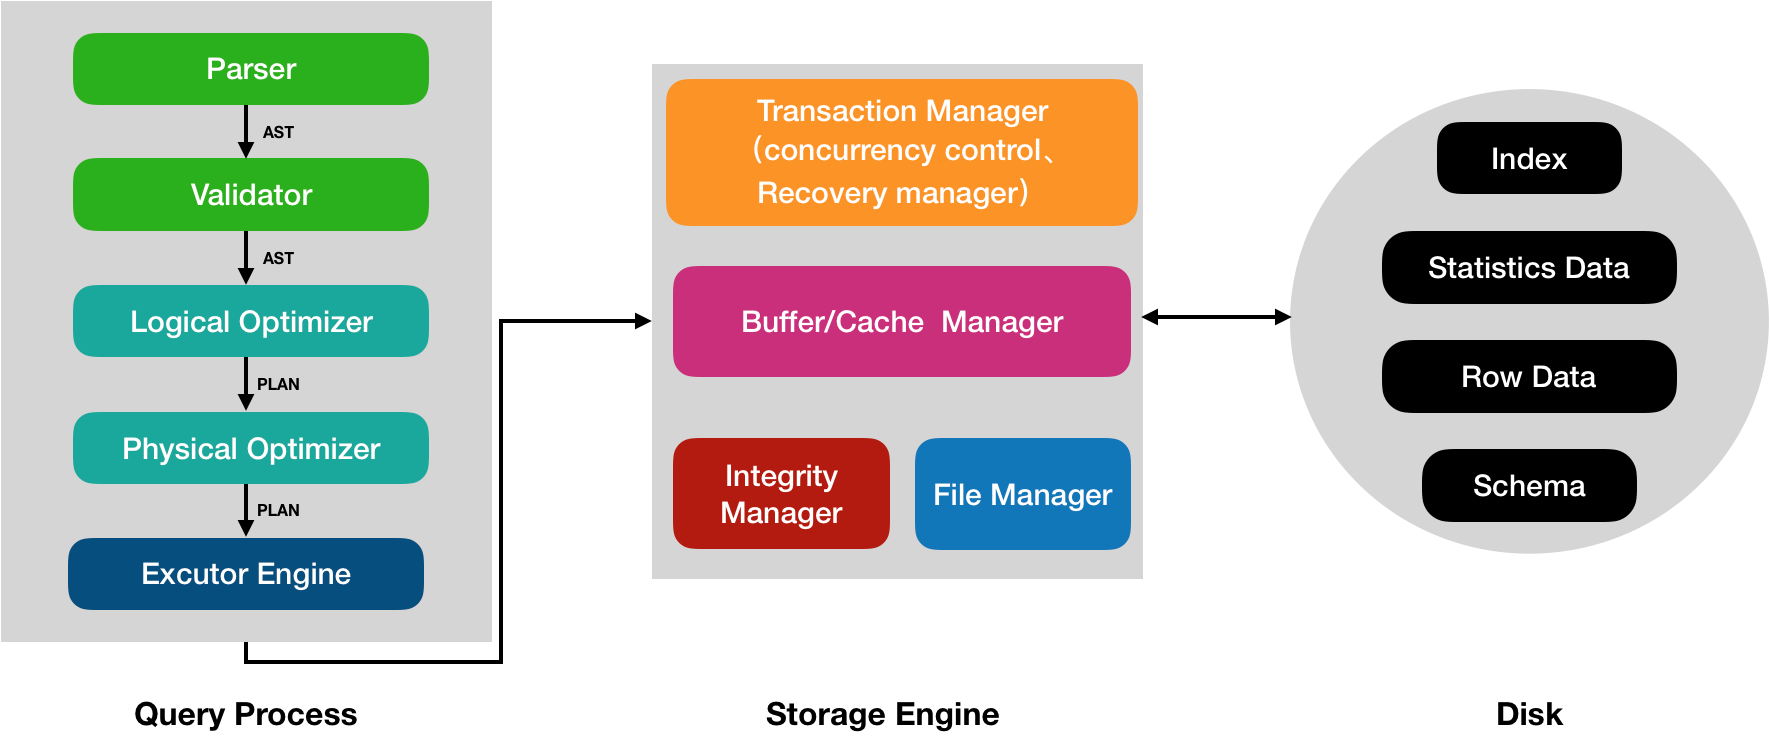 Parser
AST
Validator
AST
Logical Optimizer
PLAN
Physical Optimizer
PLAN
Excutor Engine
Query Process
Transaction Manager
（concurrency control、
Recovery manager）
Buffer/Cache  Manager
Integrity
Manager
File Manager
Storage Engine
Index
Statistics Data
Row Data
Schema
Disk